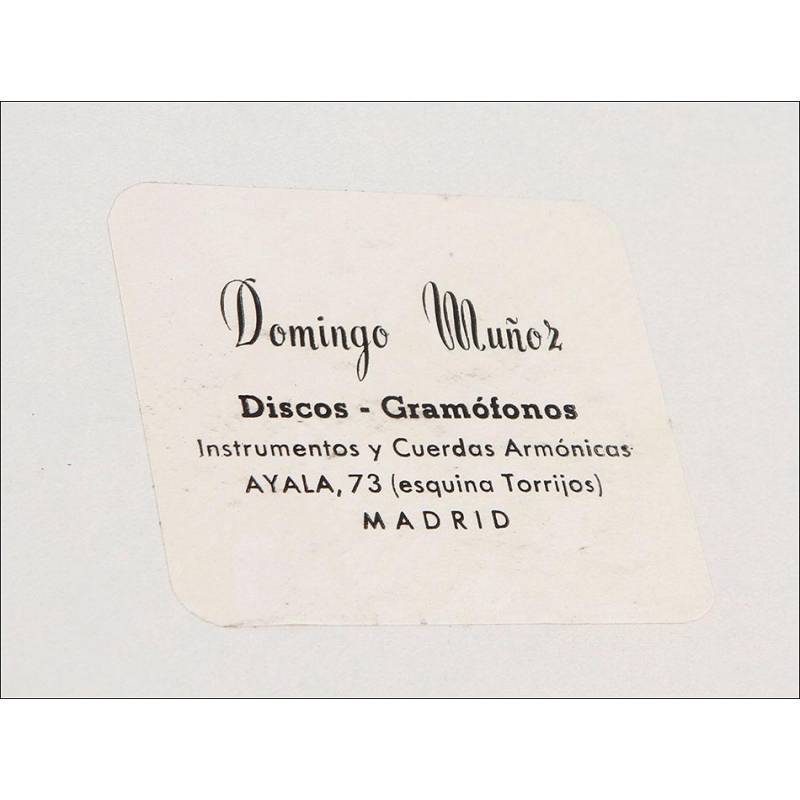 Domingo Muñoz
Discos - Gramófonos
Instrumentos y Cuerdas Armónicas
AYALA, 73 (esquina Torrijos)
MADRID